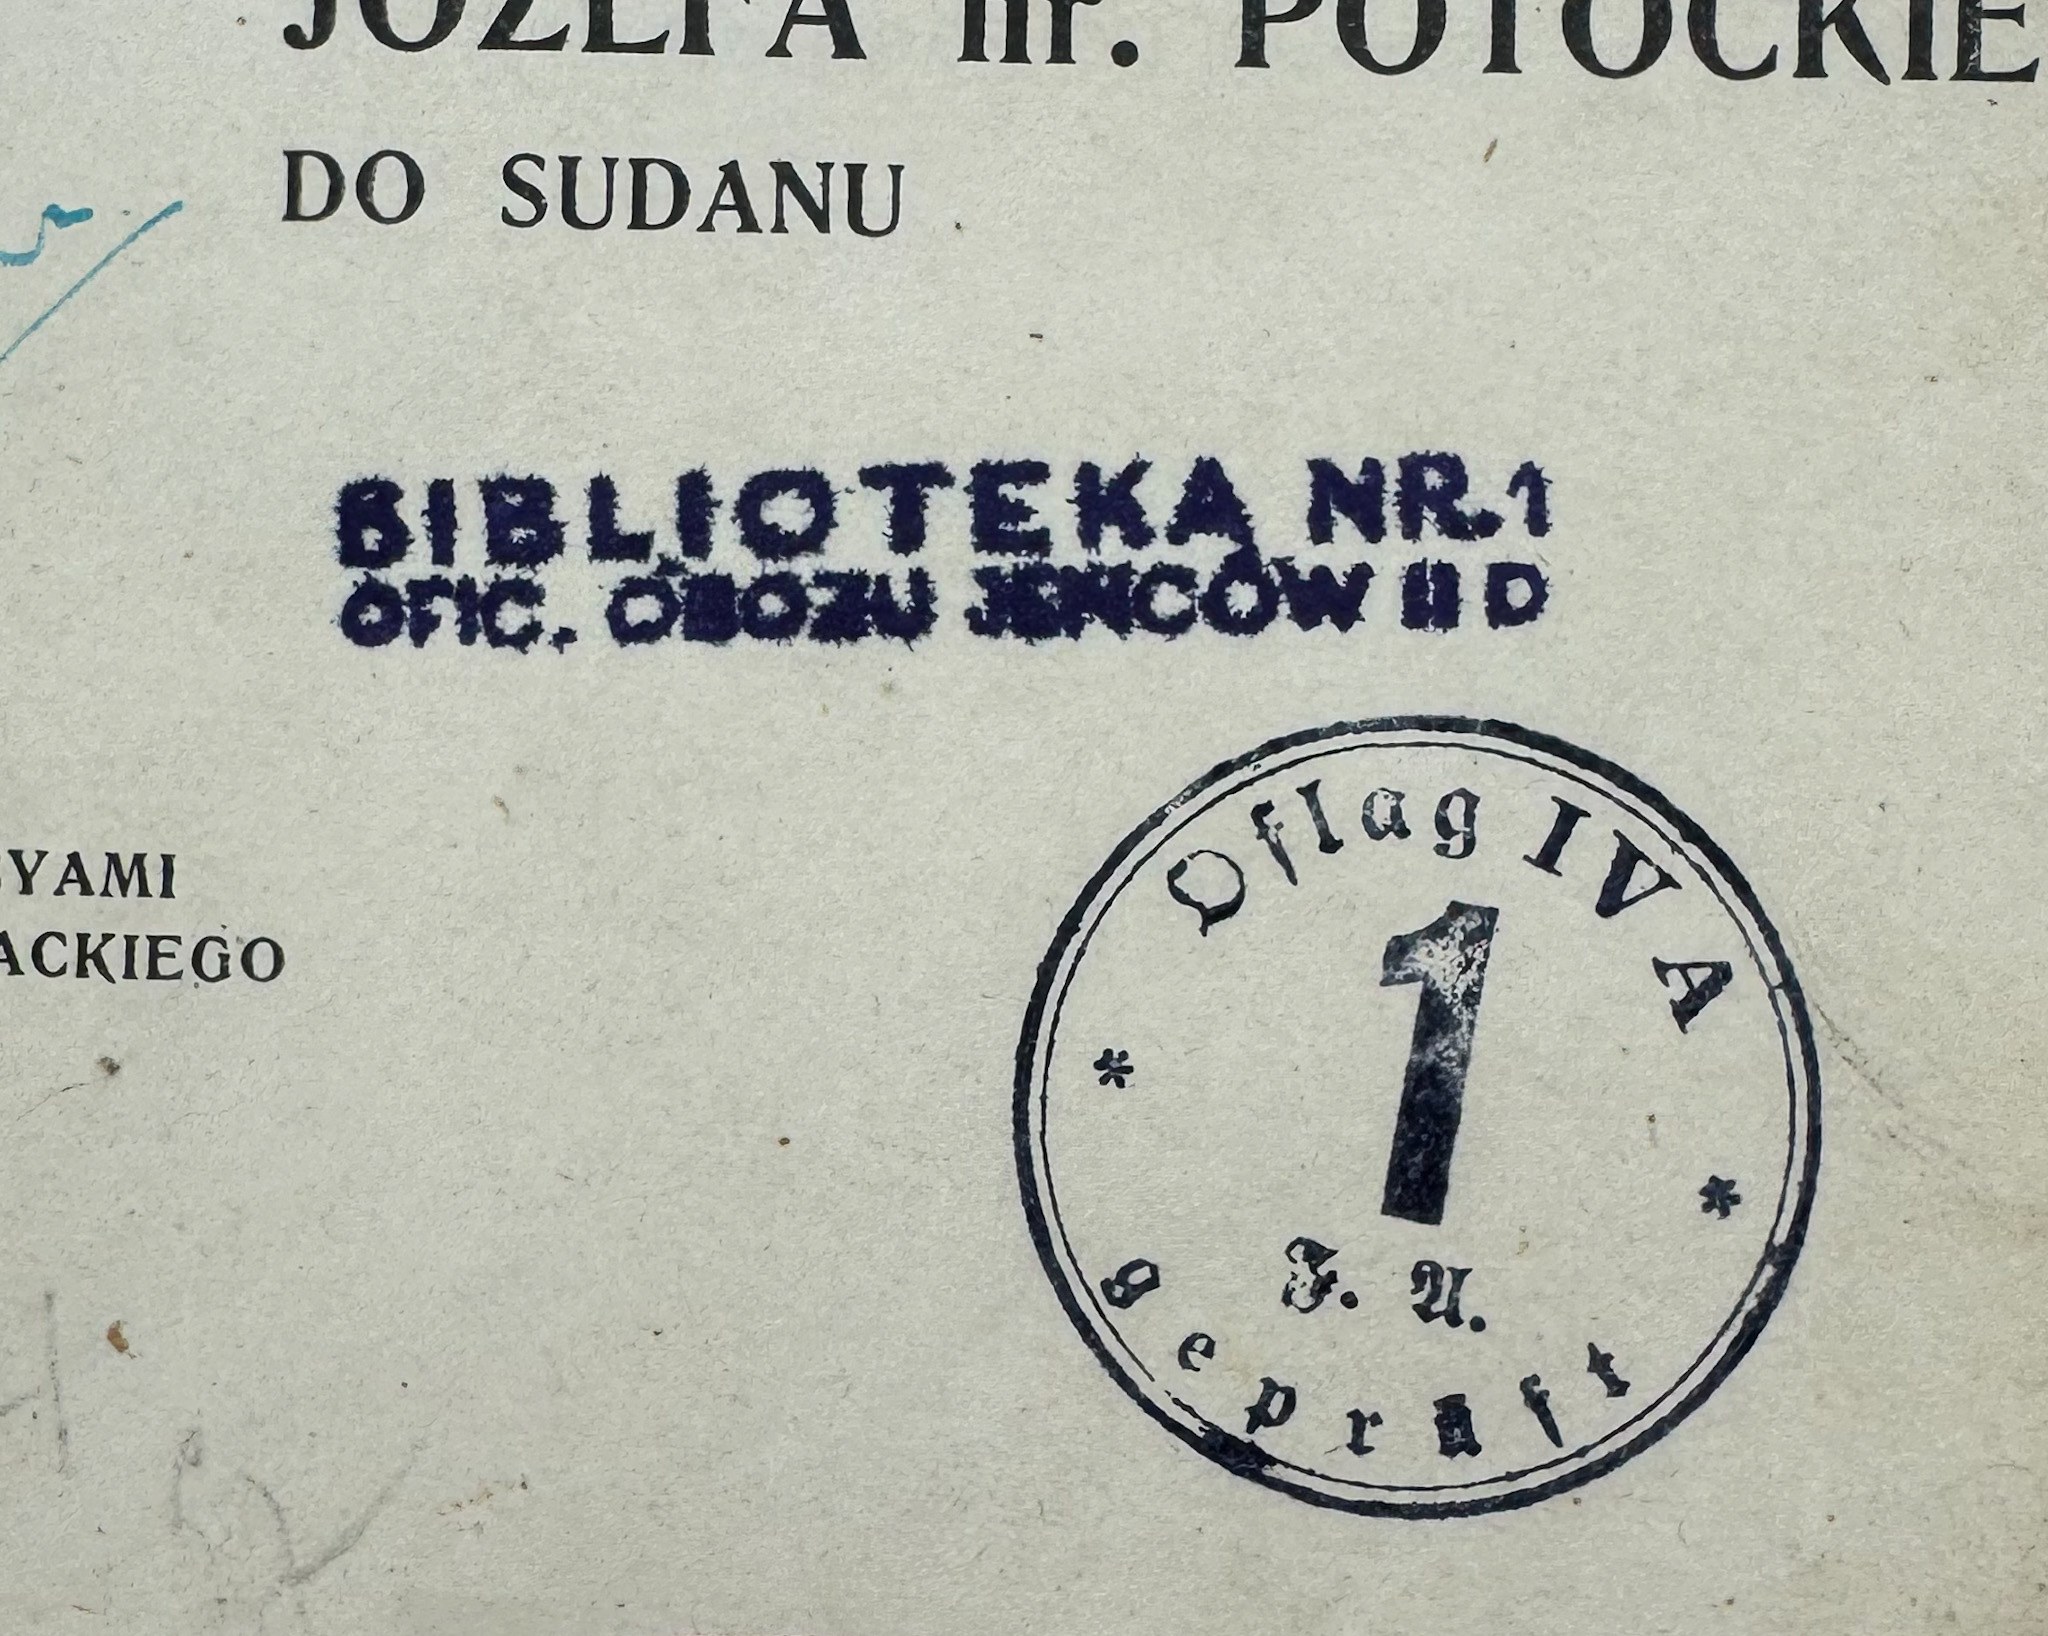 JÓZEFA hr. POTOCKIE
DO SUDANU
BIBLIOTEKA NR.1
OFIC. OBOZU JEŃCÓW II D
YAMI
ACKIEGO
Oflag IV A
1
F. A.
geprüft